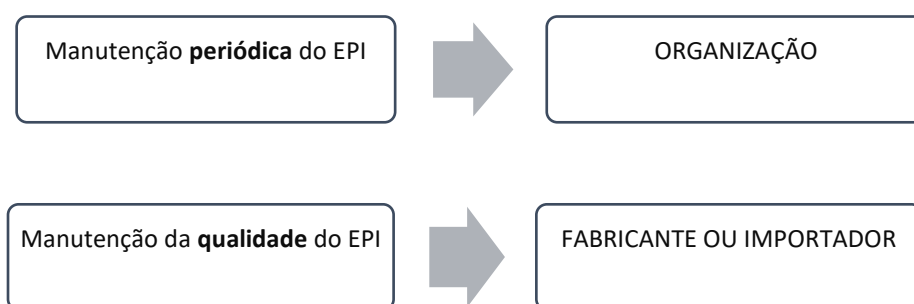 Manutenção periódica do EPI
ORGANIZAÇÃO
Manutenção da qualidade do EPI
FABRICANTE OU IMPORTADOR